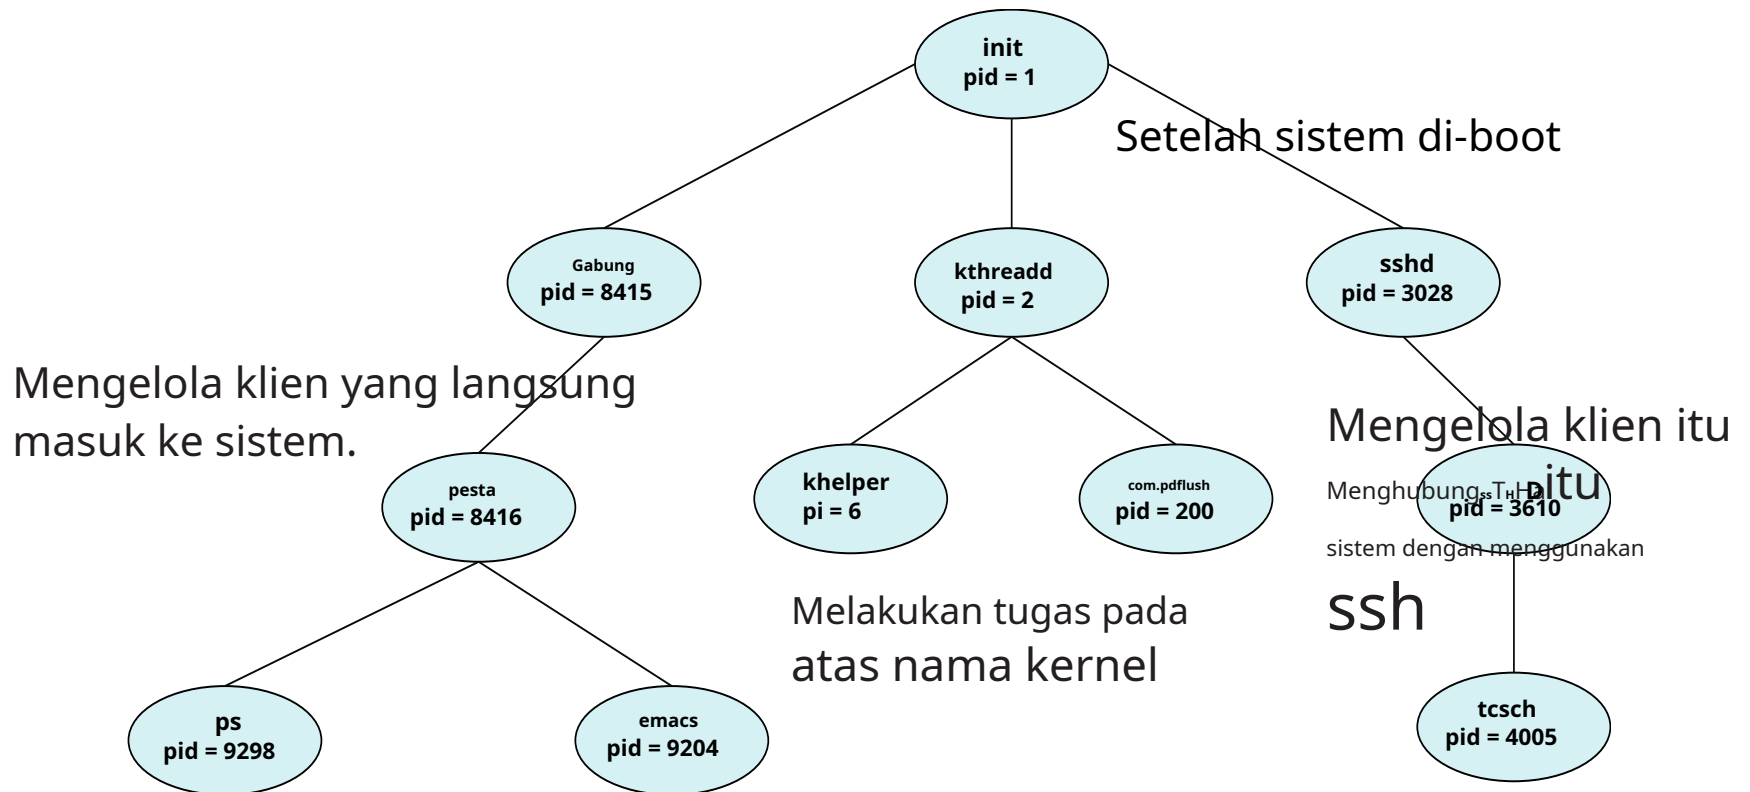 init
pid = 1
Setelah sistem di-boot
Gabung
pid = 8415
kthreadd
pid = 2
sshd
pid = 3028
Mengelola klien yang langsung
masuk ke sistem.
pesta
pid = 8416
khelper
pi = 6
com.pdflush
pid = 200
Mengelola klien itu
Menghubung itu
ssTHHa D
pid = 3610
sistem dengan menggunakan
ssh
Melakukan tugas pada
atas nama kernel
ps
pid = 9298
emacs
pid = 9204
tcsch
pid = 4005